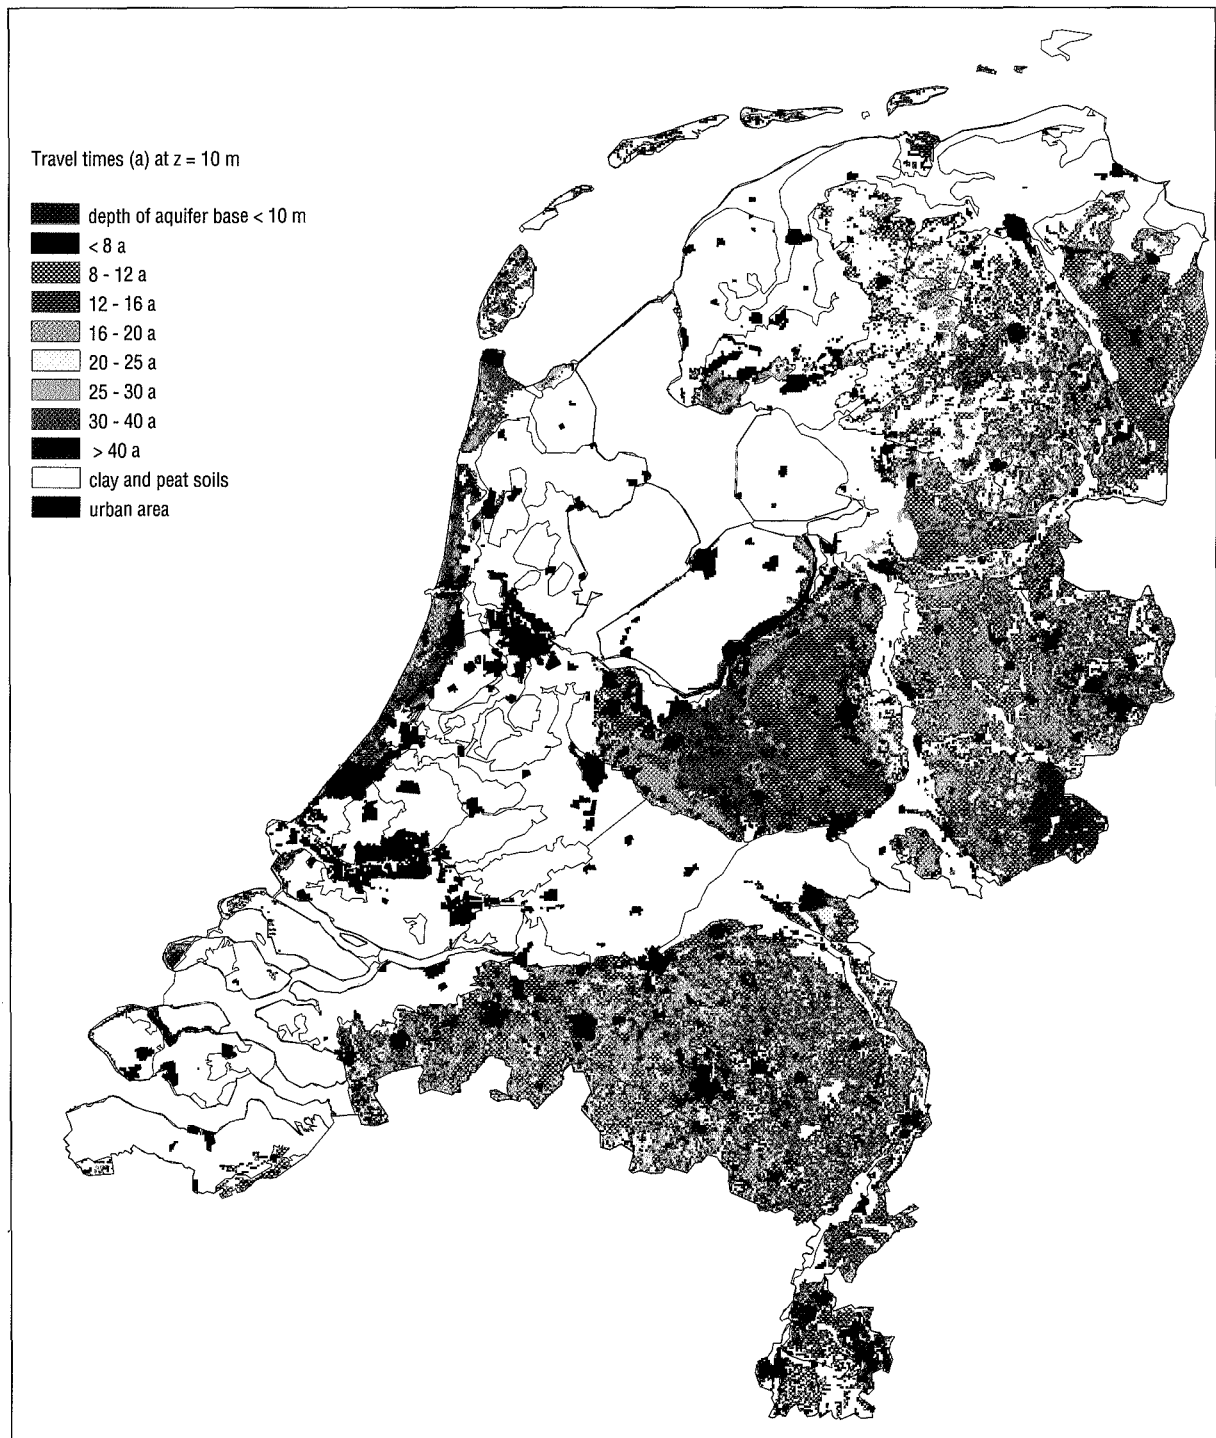 Travel times (a) at z = 10 m
depth of aquifer base < 10 m
< 8 a
8 - 12 a
12 - 16 a
16 - 20 a
20 - 25 a
25 - 30 a
30 - 40 a
> 40 a
clay and peat soils
urban area